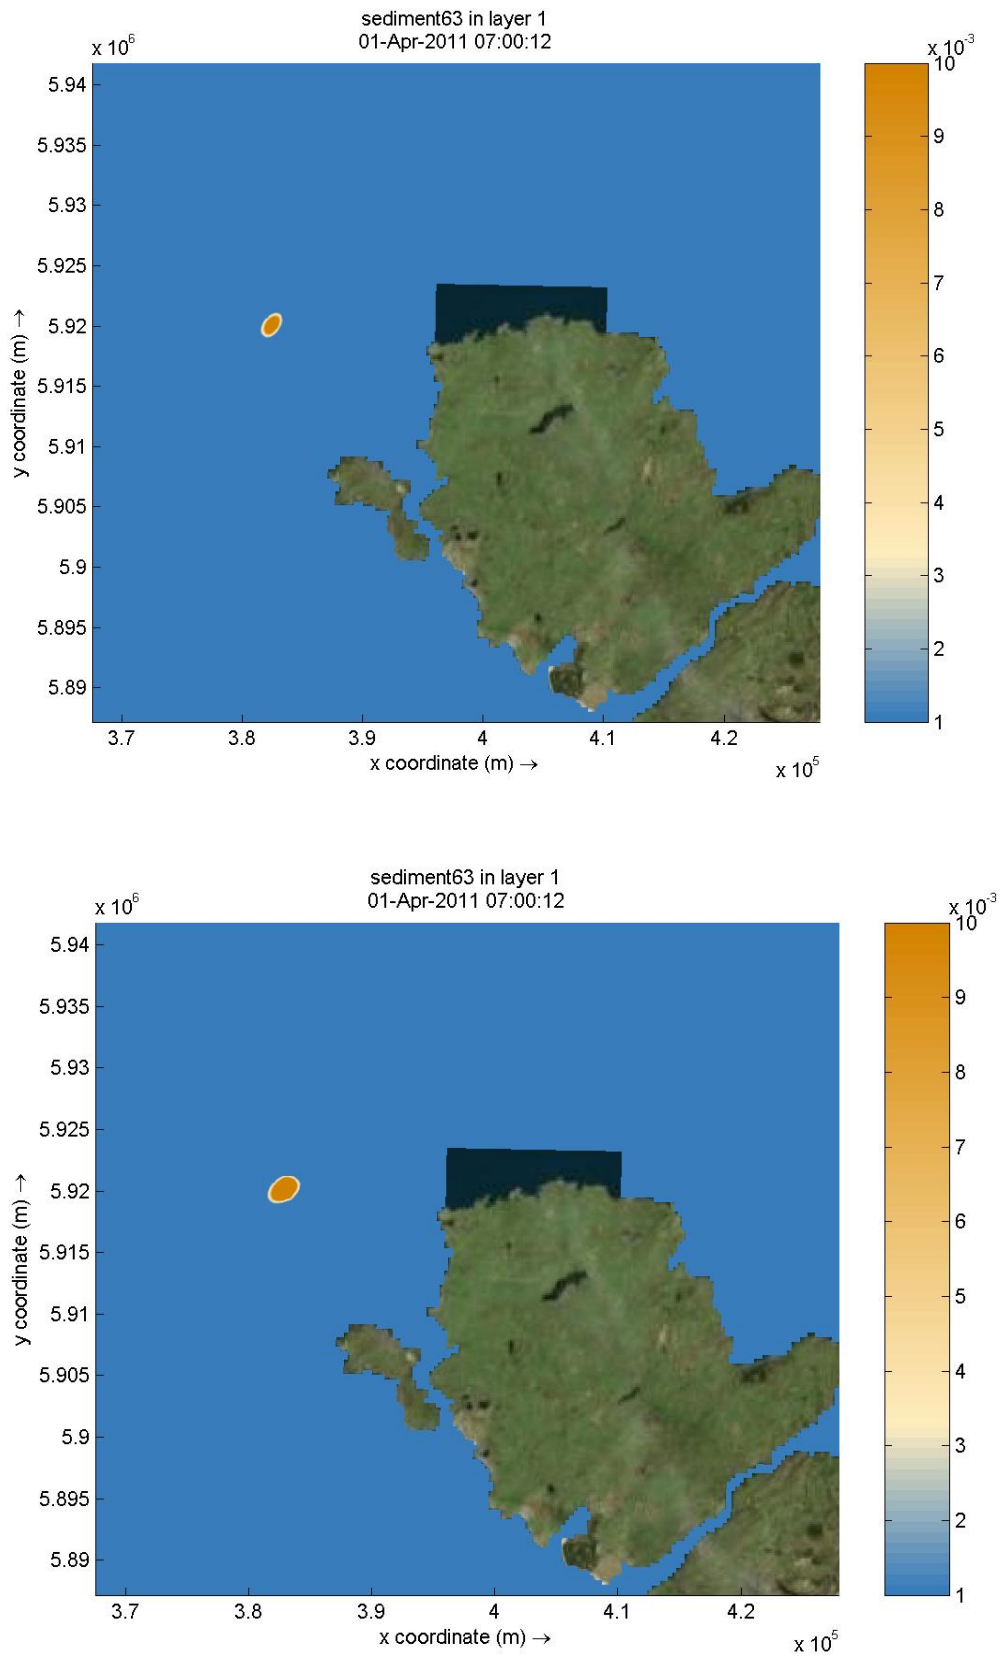 sediment63 in layer 1
01-Apr-2011 07:00:12
x 10^6
x 10^-3
5.94
5.935
5.93
5.925
5.92
5.915
5.91
5.905
5.9
5.895
5.89
y coordinate (m) →
3.7 3.8 3.9 4 4.1 4.2
x coordinate (m) →
x 10^5
10
9
8
7
6
5
4
3
2
1
sediment63 in layer 1
01-Apr-2011 07:00:12
x 10^6
x 10^-3
5.94
5.935
5.93
5.925
5.92
5.915
5.91
5.905
5.9
5.895
5.89
y coordinate (m) →
3.7 3.8 3.9 4 4.1 4.2
x coordinate (m) →
x 10^5
10
9
8
7
6
5
4
3
2
1